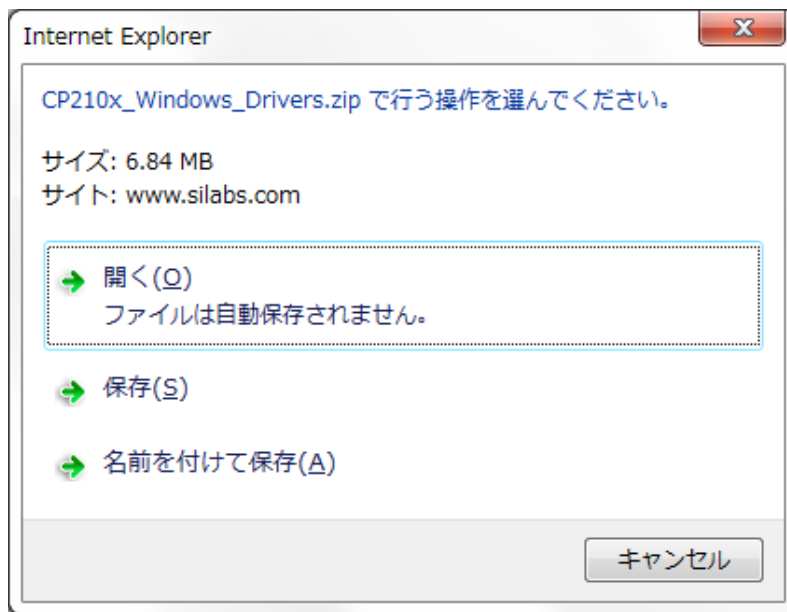 Internet Explorer
CP210x_Windows_Drivers.zip で行う操作を選んでください。
サイズ: 6.84 MB
サイト: www.silabs.com
開く(O)
ファイルは自動保存されません。
保存(S)
名前を付けて保存(A)
キャンセル